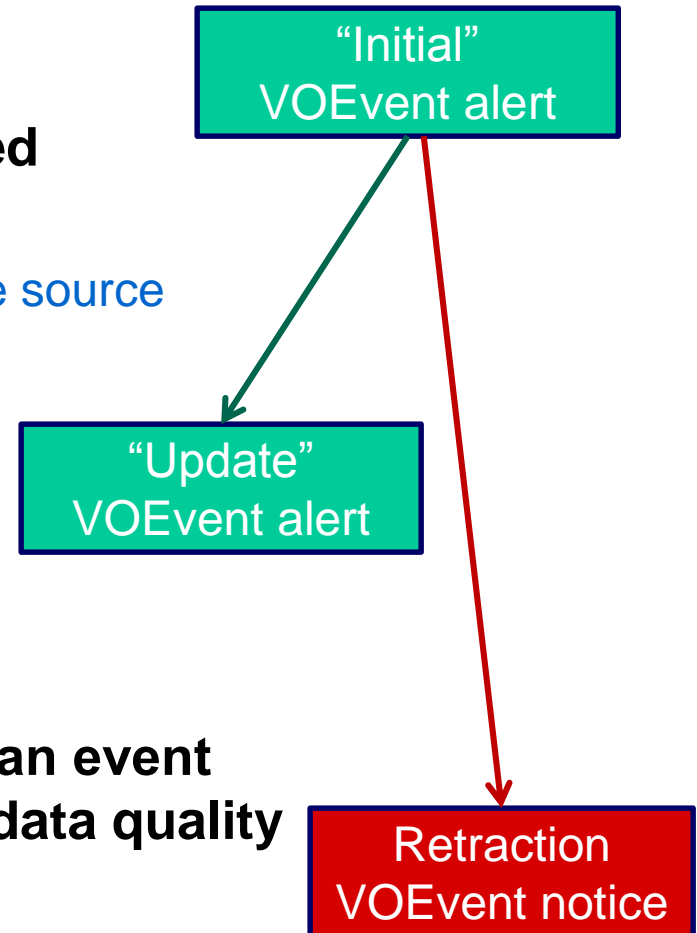 “Initial”
VOEvent alert
ed
e source
“Update”
VOEvent alert
an event
data quality
Retraction
VOEvent notice